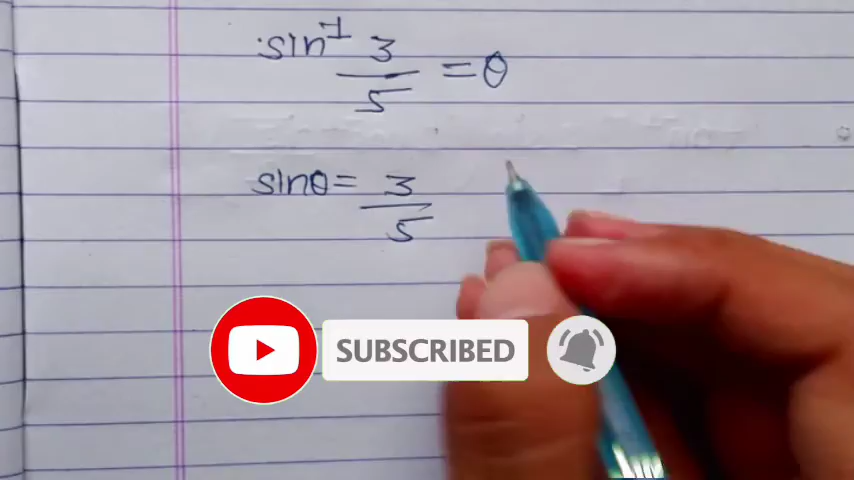 sin⁻¹ 3/5 = θ
sinθ = 3/5
SUBSCRIBED